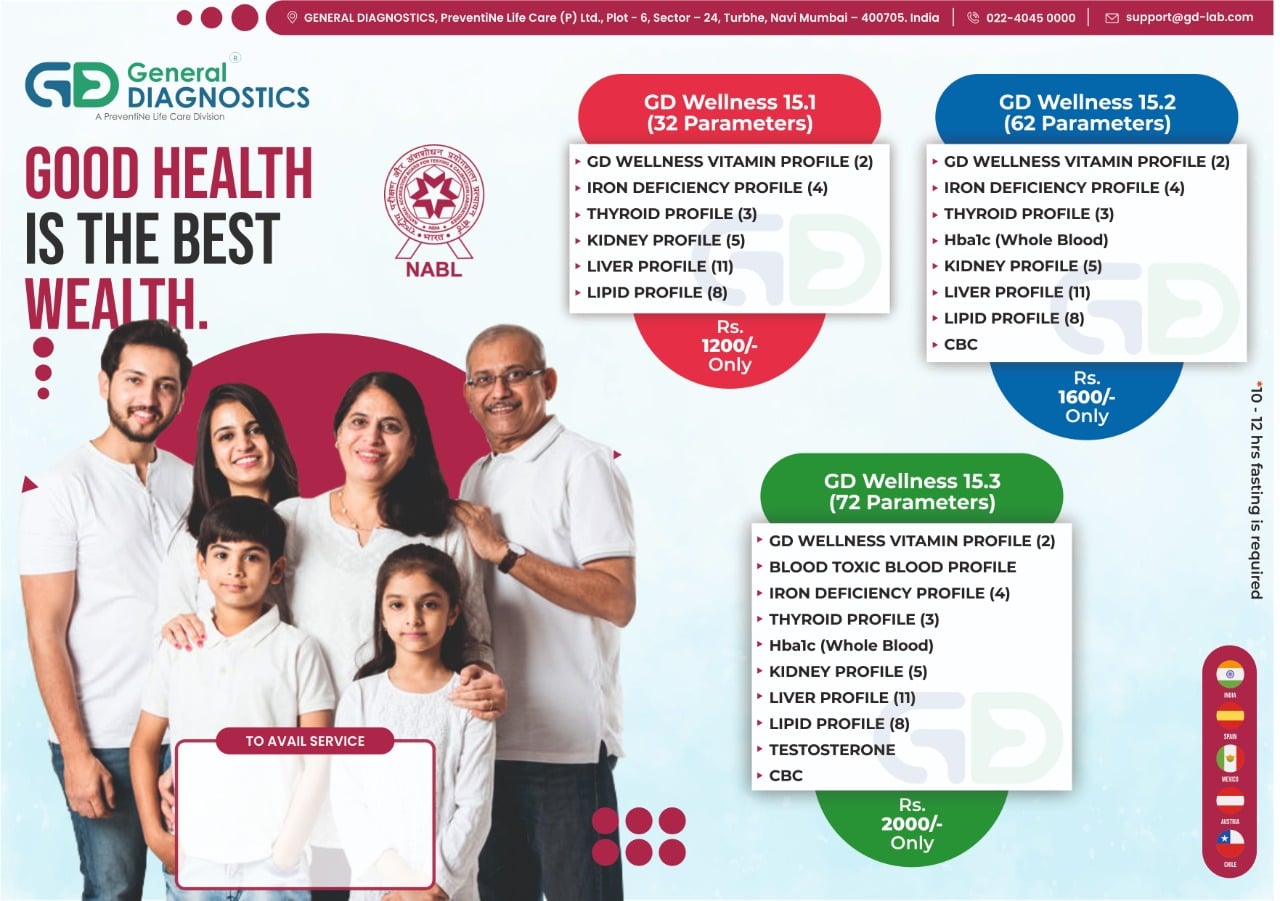 GENERAL DIAGNOSTICS, PreventiNe Life Care (P) Ltd., Plot - 6, Sector – 24, Turbhe, Navi Mumbai – 400705. India
022-4045 0000
support@gd-lab.com
GD General
DIAGNOSTICS
®
A PreventiNe Life Care Division
GOOD HEALTH
IS THE BEST
WEALTH.
NABL
GD Wellness 15.1
(32 Parameters)
GD WELLNESS VITAMIN PROFILE (2)
IRON DEFICIENCY PROFILE (4)
THYROID PROFILE (3)
KIDNEY PROFILE (5)
LIVER PROFILE (11)
LIPID PROFILE (8)
Rs.
1200/-
Only
GD Wellness 15.2
(62 Parameters)
GD WELLNESS VITAMIN PROFILE (2)
IRON DEFICIENCY PROFILE (4)
THYROID PROFILE (3)
Hba1c (Whole Blood)
KIDNEY PROFILE (5)
LIVER PROFILE (11)
LIPID PROFILE (8)
CBC
Rs.
1600/-
Only
GD Wellness 15.3
(72 Parameters)
GD WELLNESS VITAMIN PROFILE (2)
BLOOD TOXIC BLOOD PROFILE
IRON DEFICIENCY PROFILE (4)
THYROID PROFILE (3)
Hba1c (Whole Blood)
KIDNEY PROFILE (5)
LIVER PROFILE (11)
LIPID PROFILE (8)
TESTOSTERONE
CBC
Rs.
2000/-
Only
*10 - 12 hrs fasting is required
TO AVAIL SERVICE
INDIA
SPAIN
MEXICO
AUSTRIA
CHILE